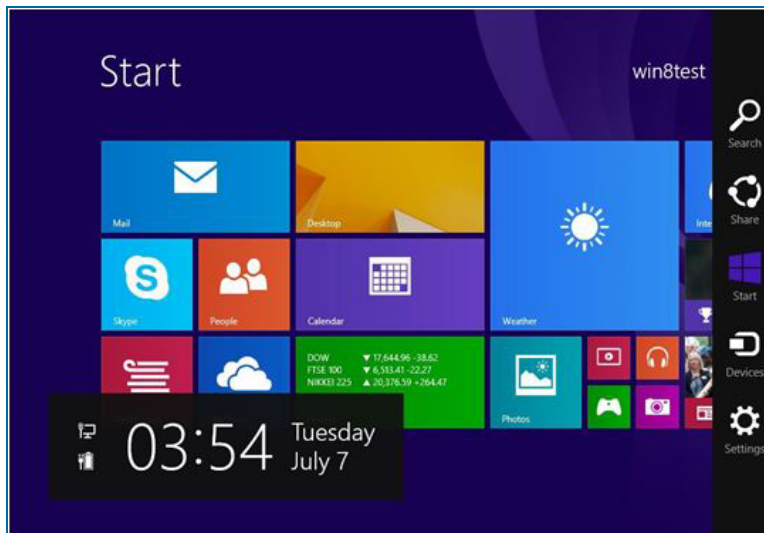 Start
win8test
Search
Share
Start
Devices
Settings
Mail
Desktop
Weather
Inte
Skype
People
Calendar
DOW ▼ 17,644.96 -38.62
FTSE 100 ▼ 6,513.41 -22.27
NIKKEI 225 ▲ 20,376.59 +264.47
Photos
03:54
Tuesday
July 7